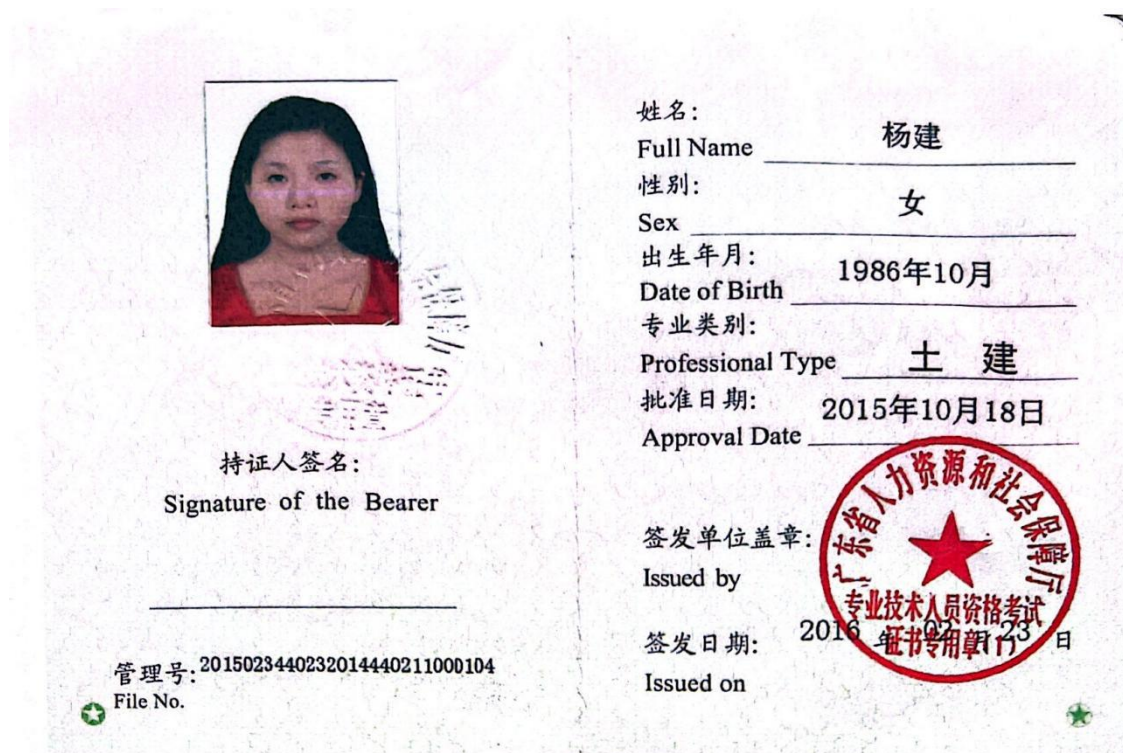 持证人签名:
Signature of the Bearer
管理号: 2015023440232014440211000104
File No.
姓名:
Full Name 杨建
性别:
Sex 女
出生年月:
Date of Birth 1986年10月
专业类别:
Professional Type 土 建
批准日期:
Approval Date 2015年10月18日
广东省人力资源和社会保障厅
专业技术人员资格考试
证书专用章(1)
签发单位盖章:
Issued by
签发日期: 2016 年 02 月 23 日
Issued on